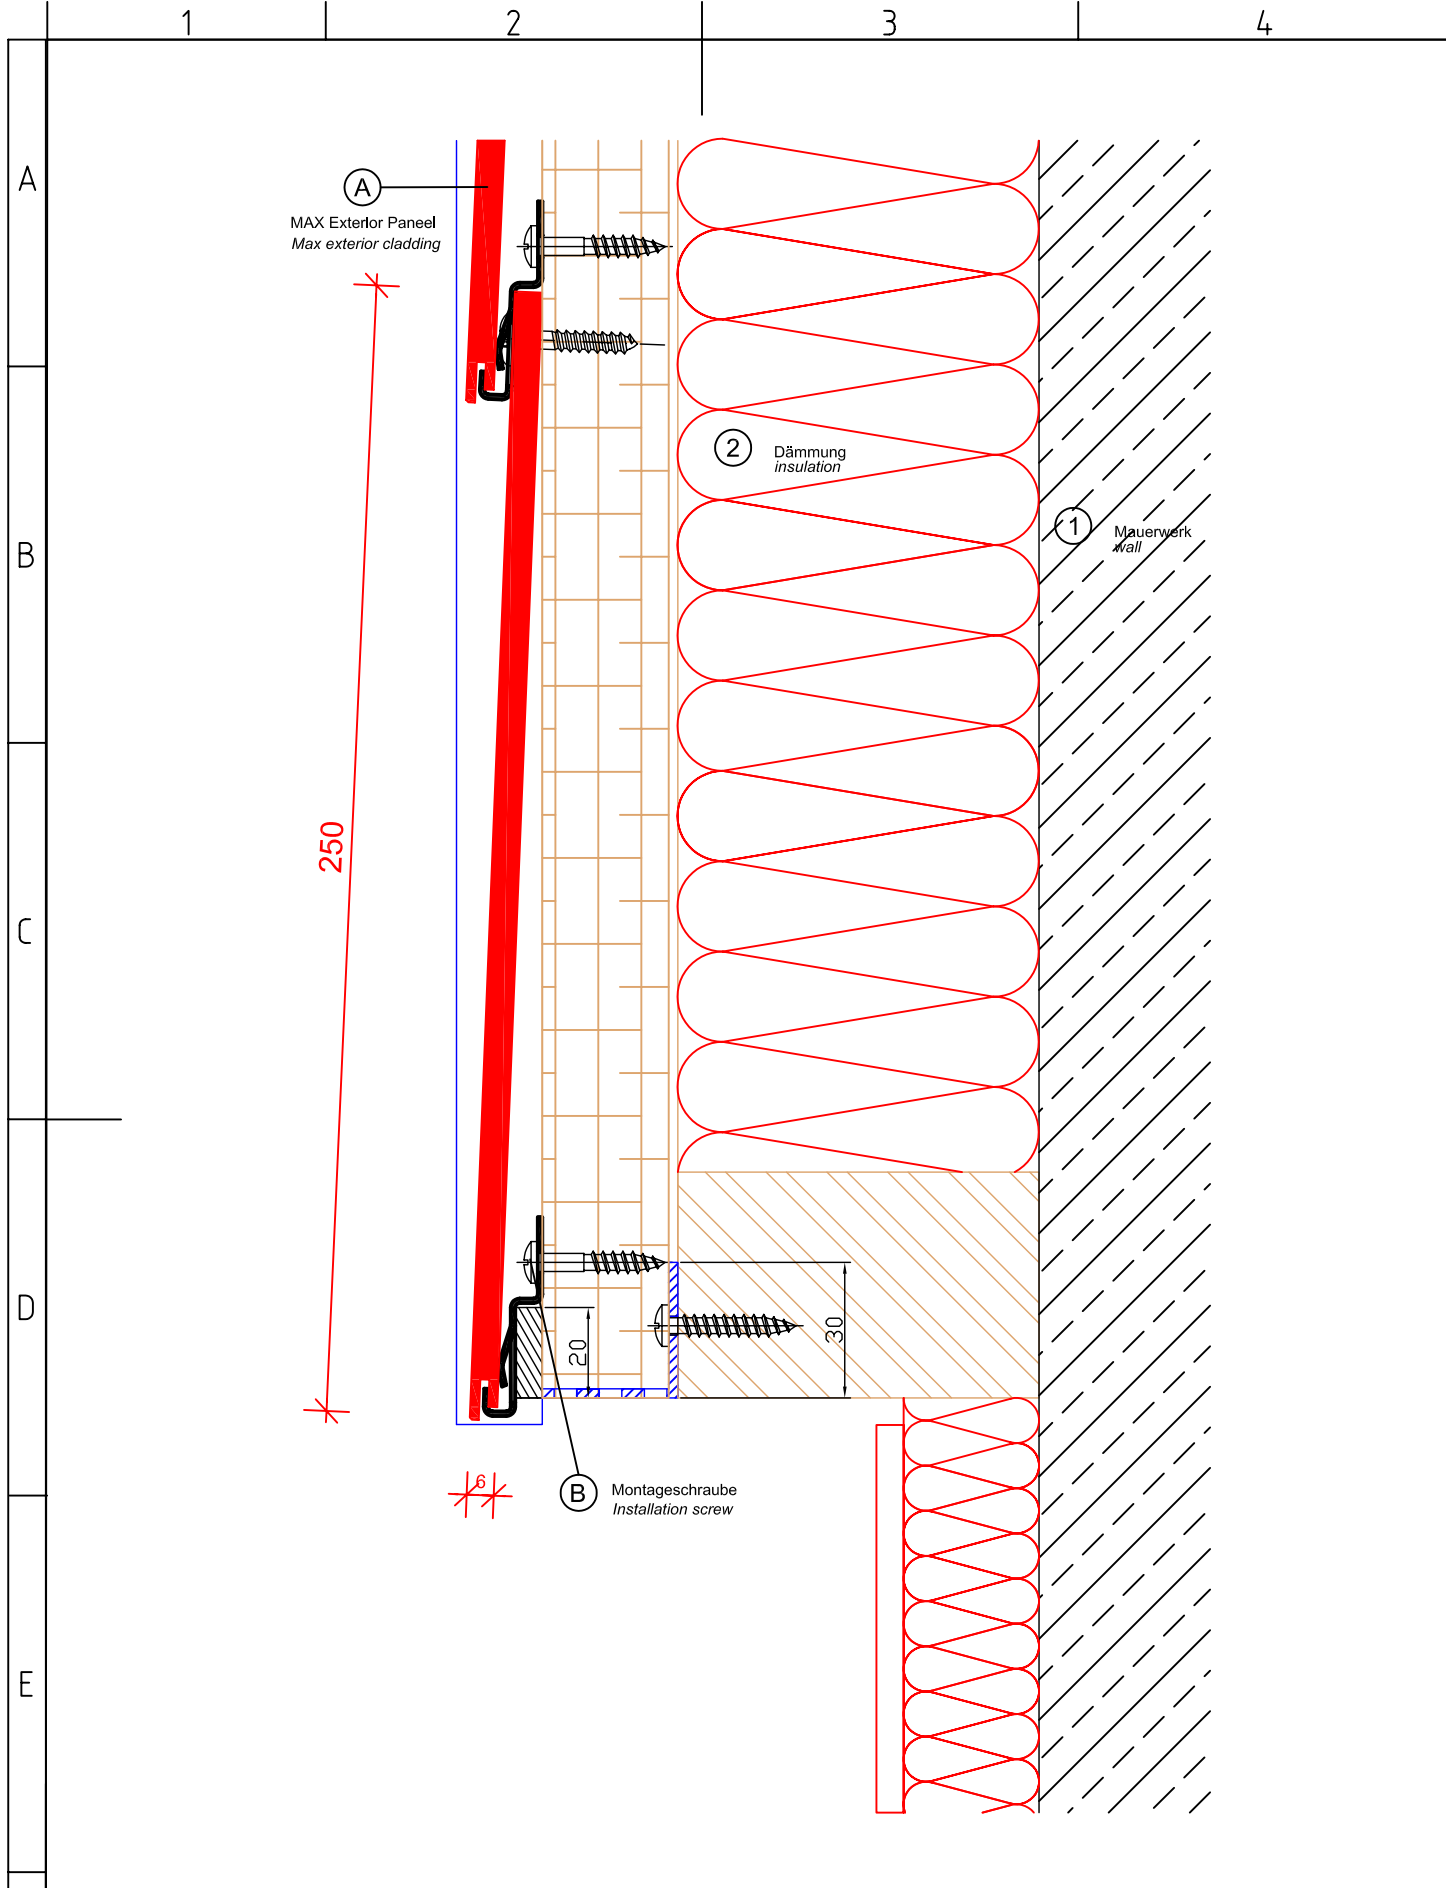 1 2 3 4
A
A
MAX Exterior Paneel
Max exterior cladding
2
Dämmung
insulation
1
Mauerwerk
wall
B
250
C
D
20
30
6
B
Montageschraube
Installation screw
E